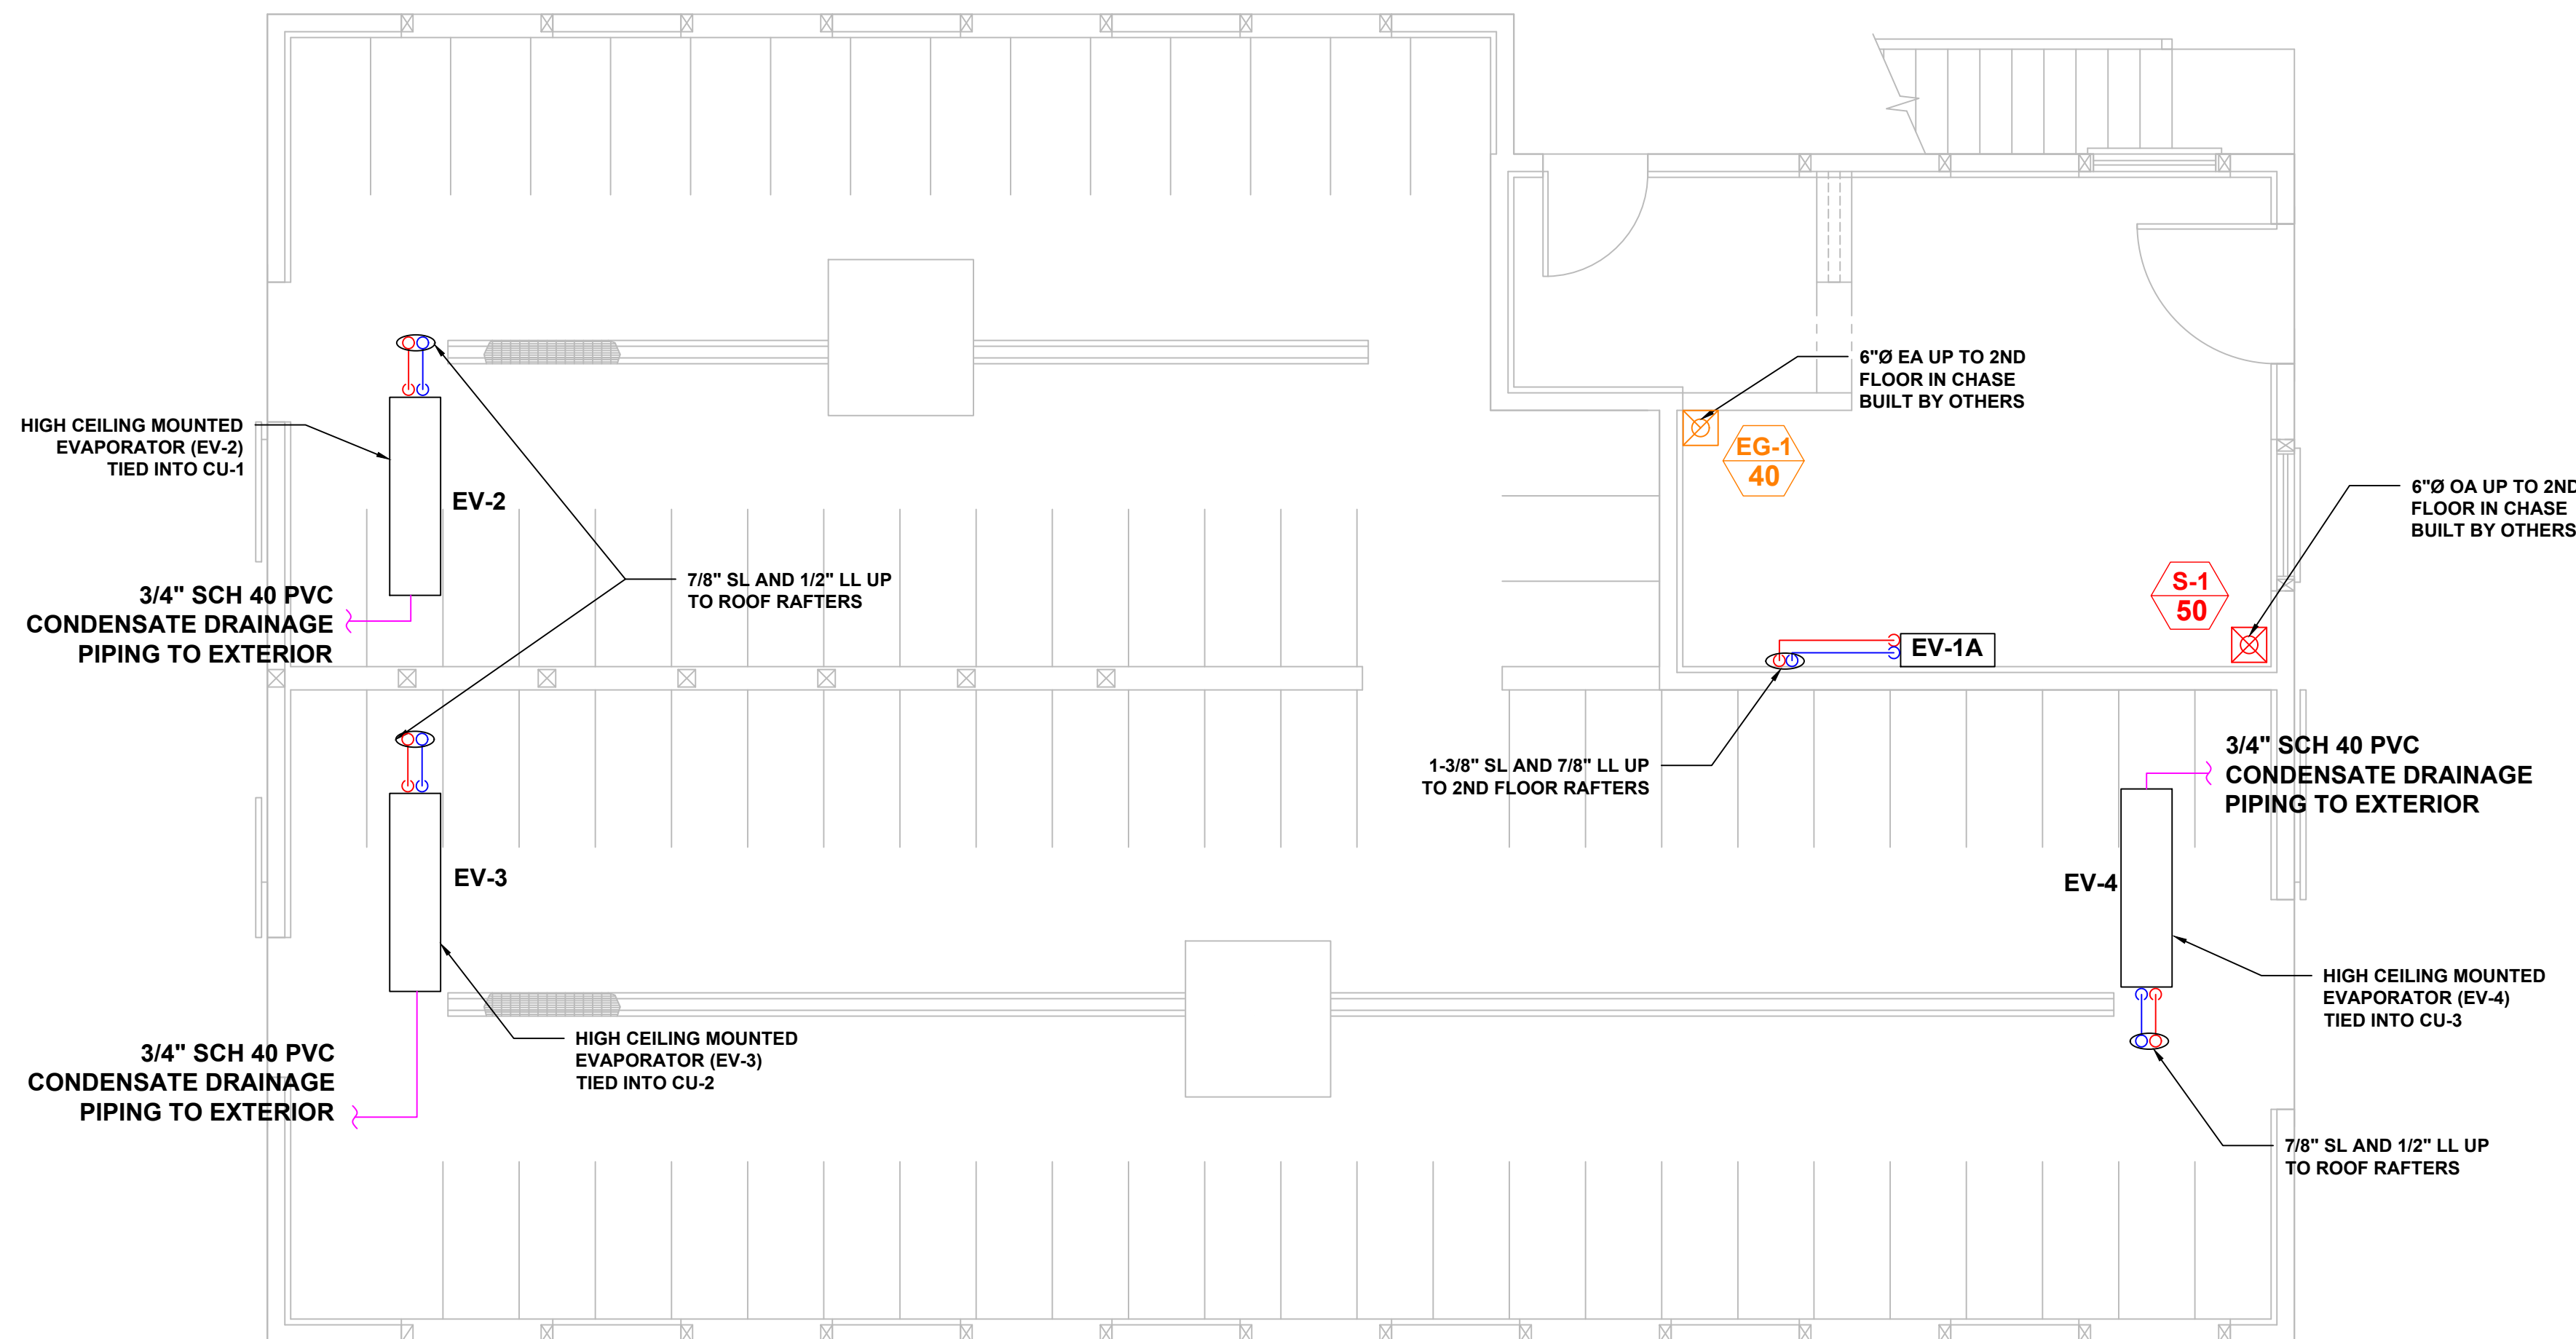 6"Ø EA UP TO 2ND
FLOOR IN CHASE
BUILT BY OTHERS
HIGH CEILING MOUNTED
EVAPORATOR (EV-2)
TIED INTO CU-1
EG-1
40
EV-2
6"Ø OA UP TO 2ND
FLOOR IN CHASE
BUILT BY OTHERS
7/8" SL AND 1/2" LL UP
TO ROOF RAFTERS
3/4" SCH 40 PVC
CONDENSATE DRAINAGE
PIPING TO EXTERIOR
S-1
50
EV-1A
1-3/8" SL AND 7/8" LL UP
TO 2ND FLOOR RAFTERS
3/4" SCH 40 PVC
CONDENSATE DRAINAGE
PIPING TO EXTERIOR
EV-3
EV-4
HIGH CEILING MOUNTED
EVAPORATOR (EV-4)
TIED INTO CU-3
HIGH CEILING MOUNTED
EVAPORATOR (EV-3)
TIED INTO CU-2
3/4" SCH 40 PVC
CONDENSATE DRAINAGE
PIPING TO EXTERIOR
7/8" SL AND 1/2" LL UP
TO ROOF RAFTERS